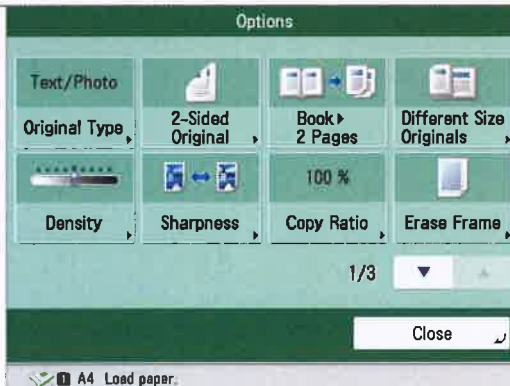 Options
Text/Photo
Original Type
2-Sided
Original
Book▸
2 Pages
Different Size
Originals
Density
Sharpness
100 %
Copy Ratio
Erase Frame
1/3
Close
1 A4 Load paper.